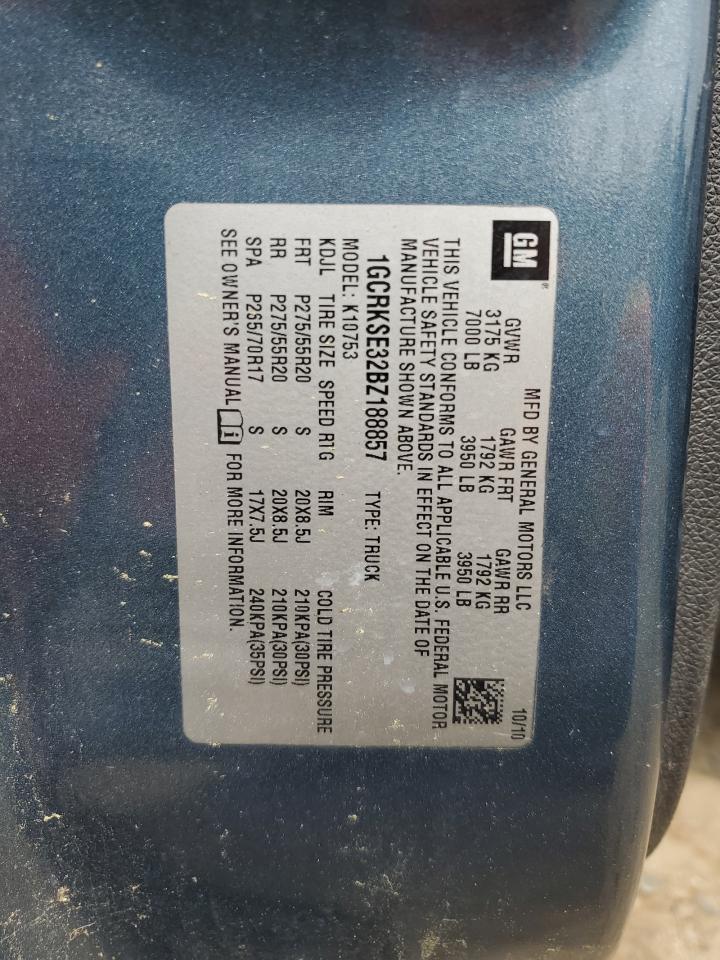 GM®
MFD BY GENERAL MOTORS LLC 10/10
GVWR GAWR FRT GAWR RR
3175 KG 1792 KG 1792 KG
7000 LB 3950 LB 3950 LB
THIS VEHICLE CONFORMS TO ALL APPLICABLE U.S. FEDERAL MOTOR
VEHICLE SAFETY STANDARDS IN EFFECT ON THE DATE OF
MANUFACTURE SHOWN ABOVE.
1GCRKSE32BZ188857 TYPE: TRUCK
MODEL: K10753
KDJL TIRE SIZE SPEED RTG RIM COLD TIRE PRESSURE
FRT P275/55R20 S 20X8.5J 210KPA(30PSI)
RR P275/55R20 S 20X8.5J 210KPA(30PSI)
SPA P265/70R17 S 17X7.5J 240KPA(35PSI)
SEE OWNER'S MANUAL FOR MORE INFORMATION.